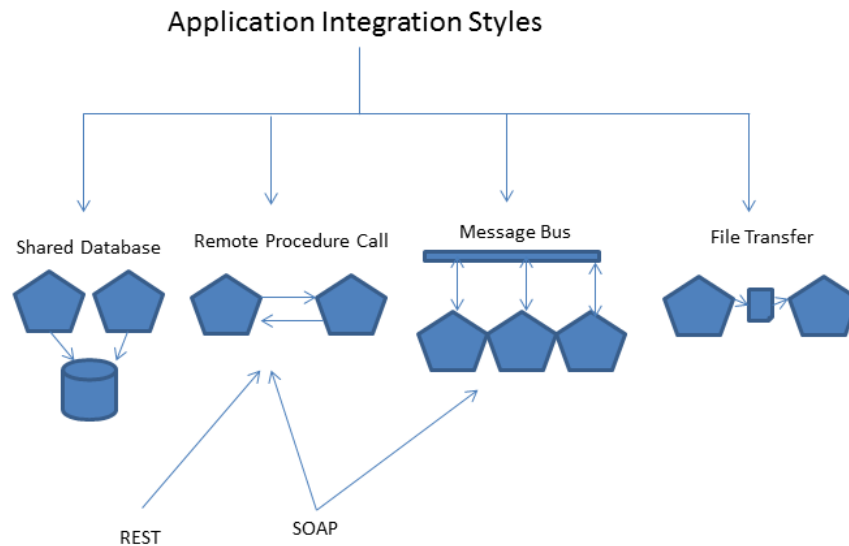 Application Integration Styles
Shared Database
Remote Procedure Call
Message Bus
File Transfer
REST
SOAP